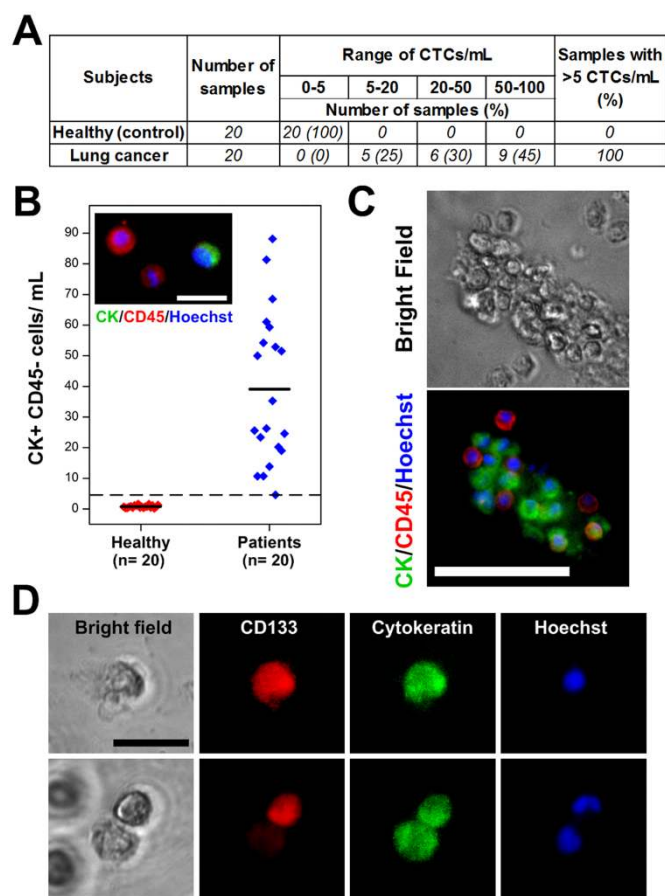 A
Subjects Number of samples Range of CTCs/mL Samples with >5 CTCs/mL (%)
0-5 5-20 20-50 50-100
Number of samples (%)
Healthy (control) 20 20 (100) 0 0 0 0
Lung cancer 20 0 (0) 5 (25) 6 (30) 9 (45) 100
B
CK+ CD45- cells/ mL
90
80
70
60
50
40
30
20
10
0
CK/CD45/Hoechst
Healthy
(n= 20)
Patients
(n= 20)
C
Bright Field
CK/CD45/Hoechst
D
Bright field CD133 Cytokeratin Hoechst